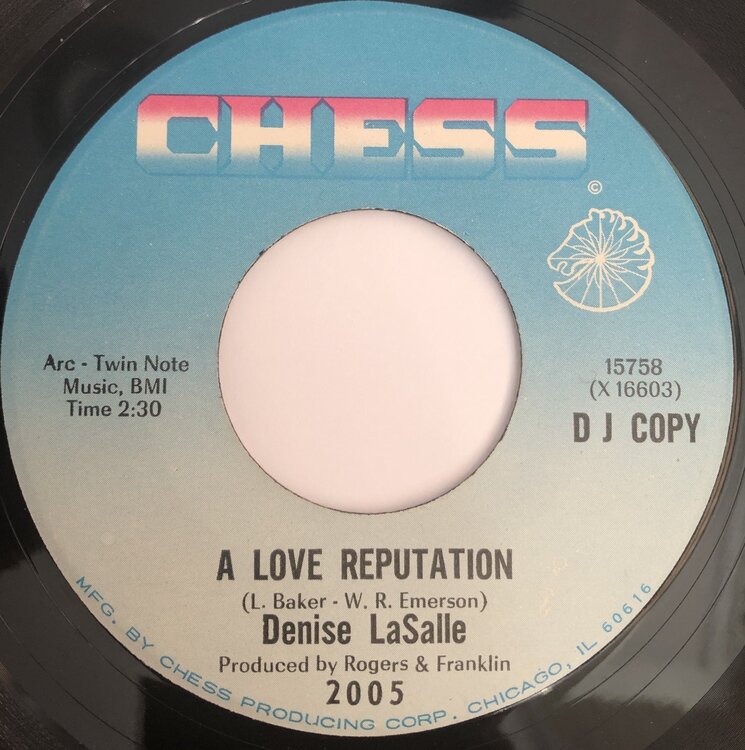 CHESS
©
Arc - Twin Note
Music, BMI
Time 2:30
15758
(X 16603)
D J COPY
A LOVE REPUTATION
(L. Baker - W. R. Emerson)
Denise LaSalle
Produced by Rogers & Franklin
2005
MFG. BY CHESS PRODUCING CORP. CHICAGO, IL 60616